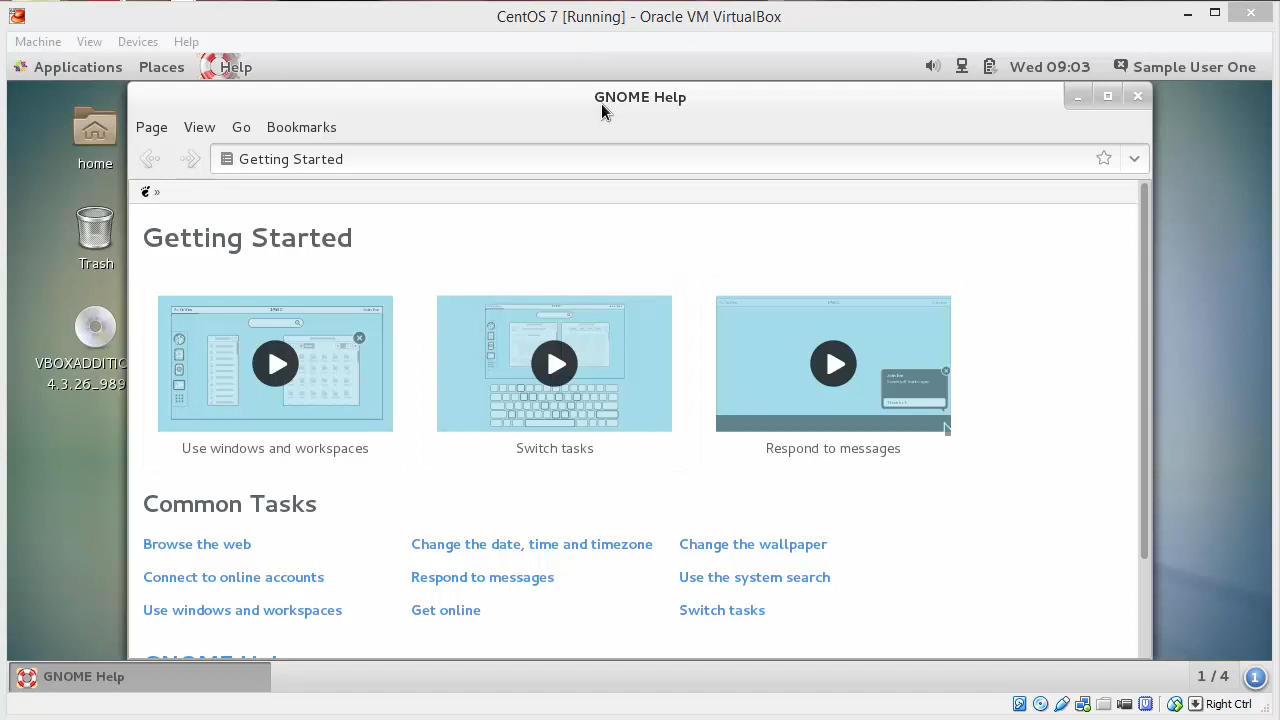 CentOS 7 [Running] - Oracle VM VirtualBox
Machine View Devices Help
Applications Places Help Wed 09:03 Sample User One
GNOME Help
Page View Go Bookmarks
home
Getting Started
»
Getting Started
Trash
VBOXADDITIO
4.3.26_989
Use windows and workspaces Switch tasks Respond to messages
Common Tasks
Browse the web Change the date, time and timezone Change the wallpaper
Connect to online accounts Respond to messages Use the system search
Use windows and workspaces Get online Switch tasks
GNOME Help
GNOME Help 1 / 4 1
Right Ctrl